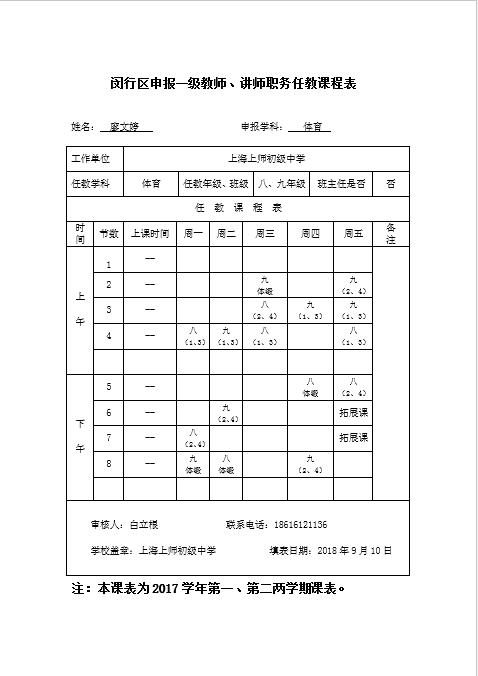 闵行区申报一级教师、讲师职务任教课程表
姓名： 廖文婷 申报学科： 体育
工作单位 上海上师初级中学
任教学科 体育 任教年级、班级 八、九年级 班主任是否 否
任 教 课 程 表
时间 节数 上课时间 周一 周二 周三 周四 周五 备注
上午
1 --
2 -- 九 体锻 九 （2、4）
3 -- 八 （2、4） 九 （1、3） 九 （1、3）
4 -- 八 （1、3） 九 （1、3） 八 （1、3） 八 （1、3）
下午
5 -- 八 体锻 八 （2、4）
6 -- 九 （2、4） 拓展课
7 -- 八 （2、4） 拓展课
8 -- 九 体锻 八 体锻 九 （2、4）
审核人：白立根 联系电话：18616121136
学校盖章：上海上师初级中学 填表日期：2018 年 9 月 10 日
注：本课表为 2017 学年第一、第二两学期课表。